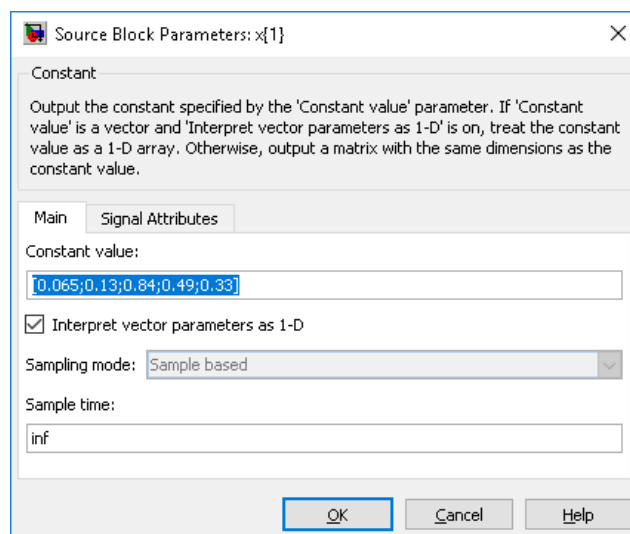 Source Block Parameters: x{1}
Constant
Output the constant specified by the 'Constant value' parameter. If 'Constant
value' is a vector and 'Interpret vector parameters as 1-D' is on, treat the constant
value as a 1-D array. Otherwise, output a matrix with the same dimensions as the
constant value.
Main Signal Attributes
Constant value:
[0.065;0.13;0.84;0.49;0.33]
Interpret vector parameters as 1-D
Sampling mode: Sample based
Sample time:
inf
OK Cancel Help